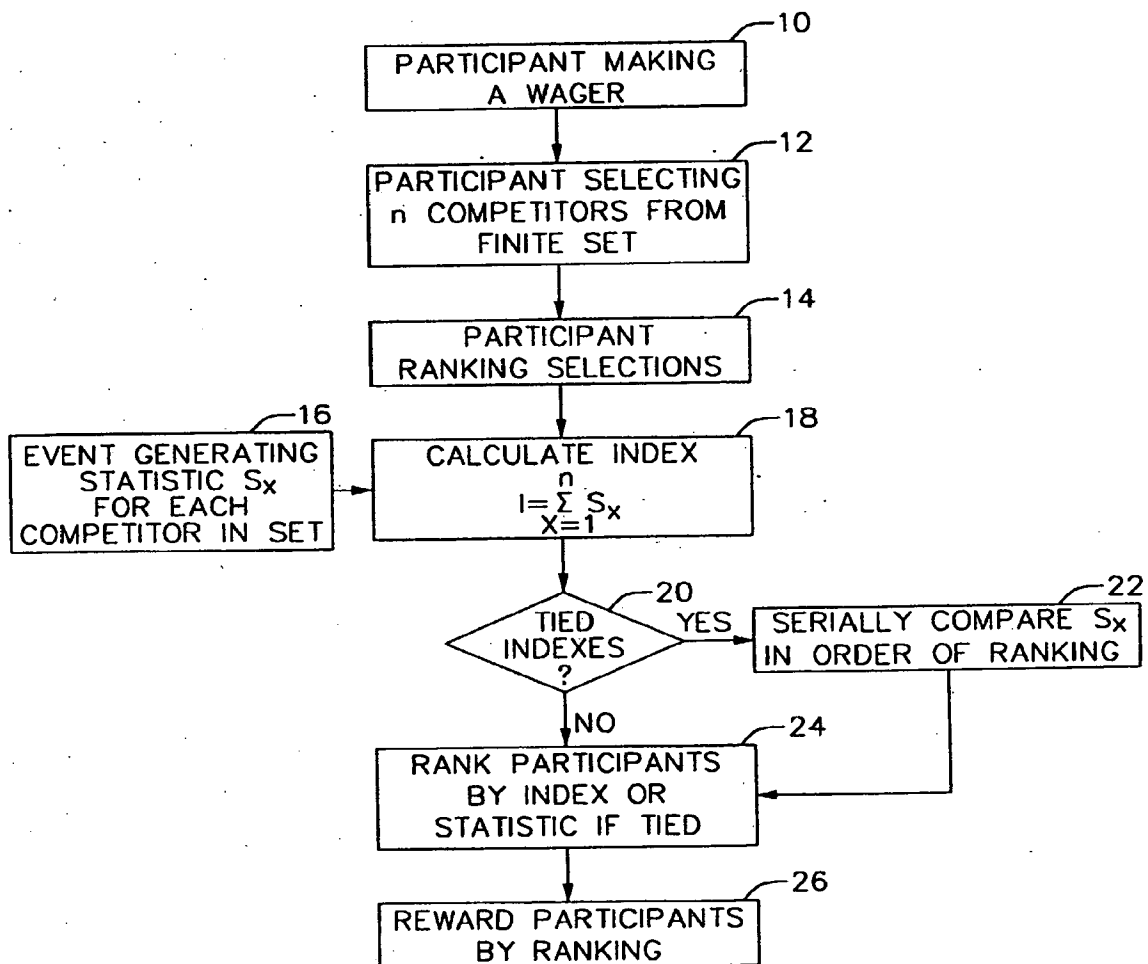 10
PARTICIPANT MAKING
A WAGER
12
PARTICIPANT SELECTING
n COMPETITORS FROM
FINITE SET
14
PARTICIPANT
RANKING SELECTIONS
16
EVENT GENERATING
STATISTIC Sx
FOR EACH
COMPETITOR IN SET
18
CALCULATE INDEX
n
I=Σ Sx
X=1
20
TIED
INDEXES
?
YES
22
SERIALLY COMPARE Sx
IN ORDER OF RANKING
NO
24
RANK PARTICIPANTS
BY INDEX OR
STATISTIC IF TIED
26
REWARD PARTICIPANTS
BY RANKING